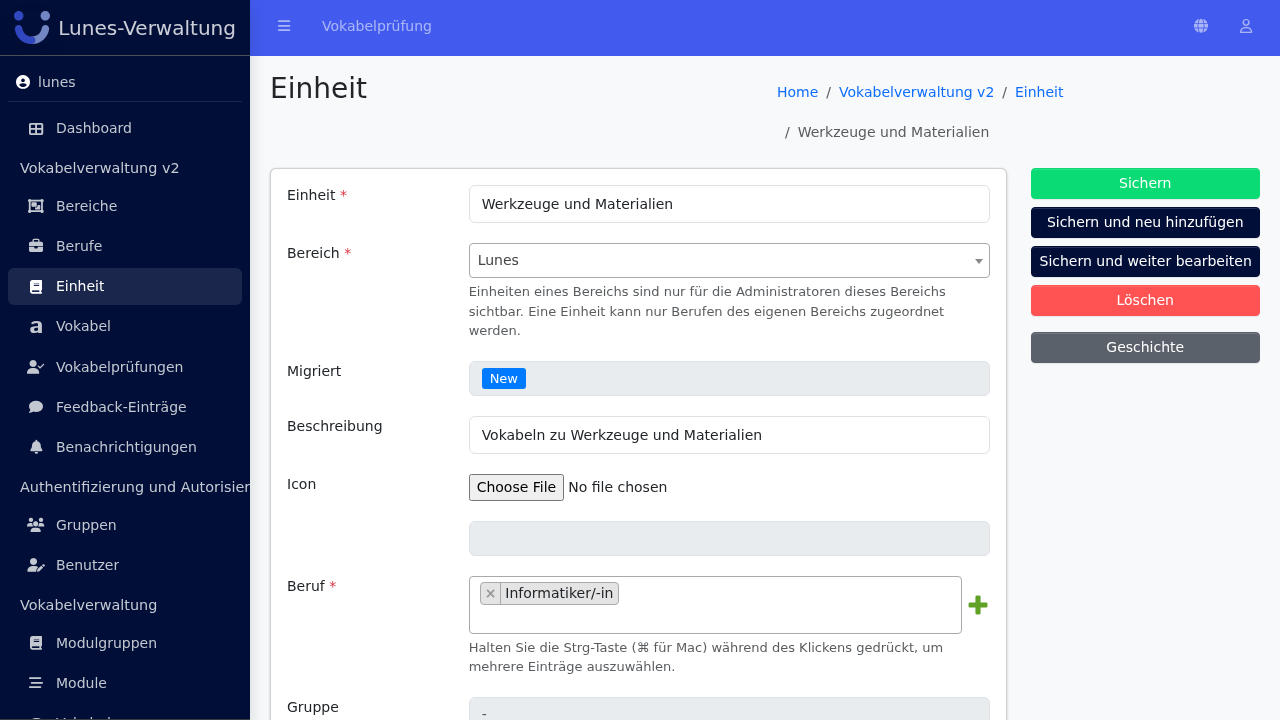 Lunes-Verwaltung
Vokabelprüfung
lunes
Dashboard
Vokabelverwaltung v2
Bereiche
Berufe
Einheit
Vokabel
Vokabelprüfungen
Feedback-Einträge
Benachrichtigungen
Authentifizierung und Autorisier
Gruppen
Benutzer
Vokabelverwaltung
Modulgruppen
Module
Einheit
Home / Vokabelverwaltung v2 / Einheit
/ Werkzeuge und Materialien
Einheit *
Werkzeuge und Materialien
Bereich *
Lunes
Einheiten eines Bereichs sind nur für die Administratoren dieses Bereichs
sichtbar. Eine Einheit kann nur Berufen des eigenen Bereichs zugeordnet
werden.
Migriert
New
Beschreibung
Vokabeln zu Werkzeuge und Materialien
Icon
Choose File No file chosen
Beruf *
× Informatiker/-in
Halten Sie die Strg-Taste (⌘ für Mac) während des Klickens gedrückt, um
mehrere Einträge auszuwählen.
Gruppe
-
Sichern
Sichern und neu hinzufügen
Sichern und weiter bearbeiten
Löschen
Geschichte